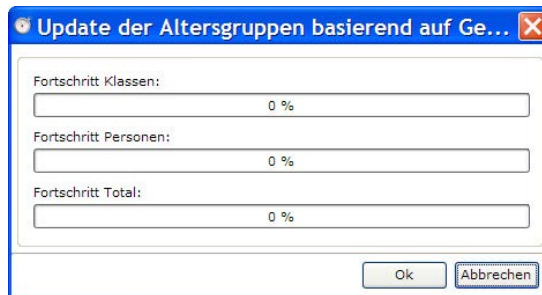 Update der Altersgruppen basierend auf Ge...
Fortschritt Klassen:
0 %
Fortschritt Personen:
0 %
Fortschritt Total:
0 %
Ok Abbrechen